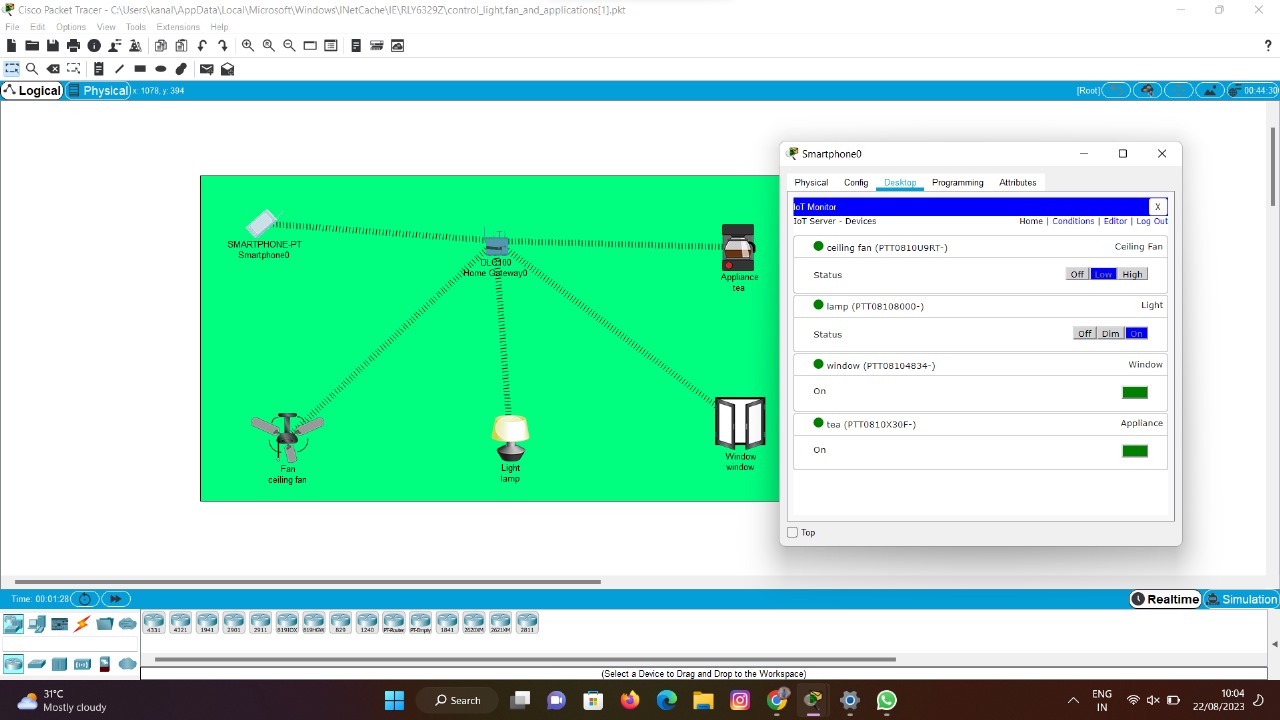 Cisco Packet Tracer - C:\Users\kanal\AppData\Local\Microsoft\Windows\INetCache\IE\RLY6329Z\control_light,fan_and_applications[1].pkt
File Edit Options View Tools Extensions Help
?
Logical Physical x: 1078, y: 394 [Root] 00:44:30
Smartphone0
Physical Config Desktop Programming Attributes
IoT Monitor X
IoT Server - Devices Home | Conditions | Editor | Log Out
ceiling fan (PTT0810U9RT-) Ceiling Fan
Status Off Low High
lamp (PTT08108000-) Light
Status Off Dim On
window (PTT08104834-) Window
On
tea (PTT0810X30F-) Appliance
On
Top
SMARTPHONE-PT
Smartphone0
DLC100
Home Gateway0
Appliance
tea
Fan
ceiling fan
Light
lamp
Window
window
Time: 00:01:28 Realtime Simulation
4331 4321 1941 2901 2911 819IOX 819HGW 829 1240 PT-Router PT-Empty 1841 2620XM 2621XM 2811
(Select a Device to Drag and Drop to the Workspace)
31°C
Mostly cloudy
Search
ENG
IN
10:04
22/08/2023